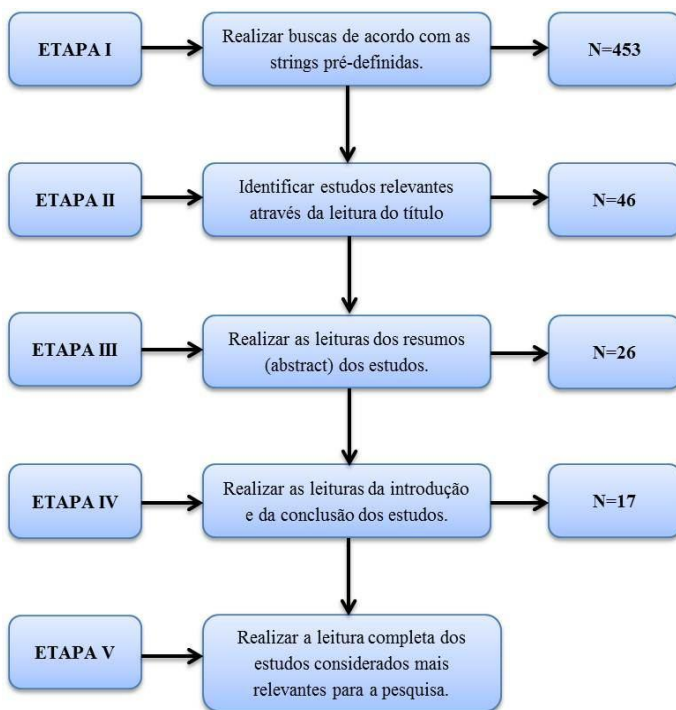 ETAPA I
Realizar buscas de acordo com as
strings pré-definidas.
N=453
ETAPA II
Identificar estudos relevantes
através da leitura do título
N=46
ETAPA III
Realizar as leituras dos resumos
(abstract) dos estudos.
N=26
ETAPA IV
Realizar as leituras da introdução
e da conclusão dos estudos.
N=17
ETAPA V
Realizar a leitura completa dos
estudos considerados mais
relevantes para a pesquisa.